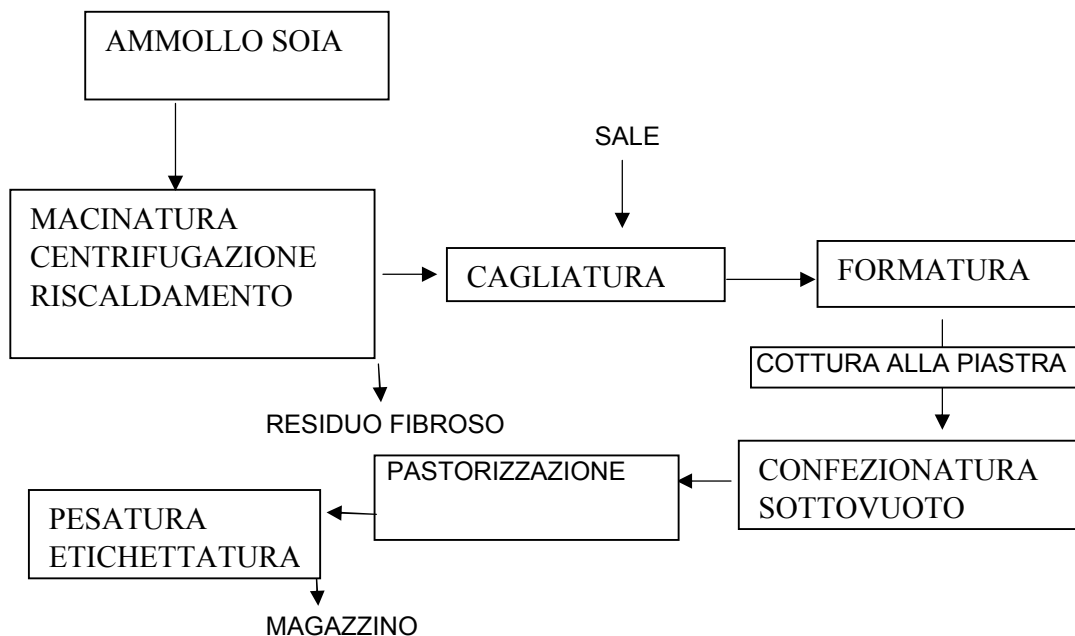 AMMOLLO SOIA
SALE
MACINATURA
CENTRIFUGAZIONE
RISCALDAMENTO
CAGLIATURA
FORMATURA
COTTURA ALLA PIASTRA
RESIDUO FIBROSO
CONFEZIONATURA
SOTTOVUOTO
PASTORIZZAZIONE
PESATURA
ETICHETTATURA
MAGAZZINO